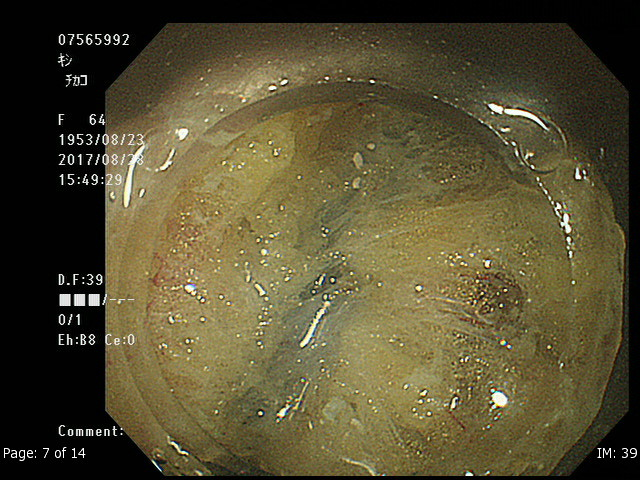 07565992
ｷｼ
ﾁｶｺ
F 64
1953/08/23
2017/08/28
15:49:29
D.F:39
■■■/---
0/1
Eh:B8 Ce:0
Comment:
Page: 7 of 14
IM: 39